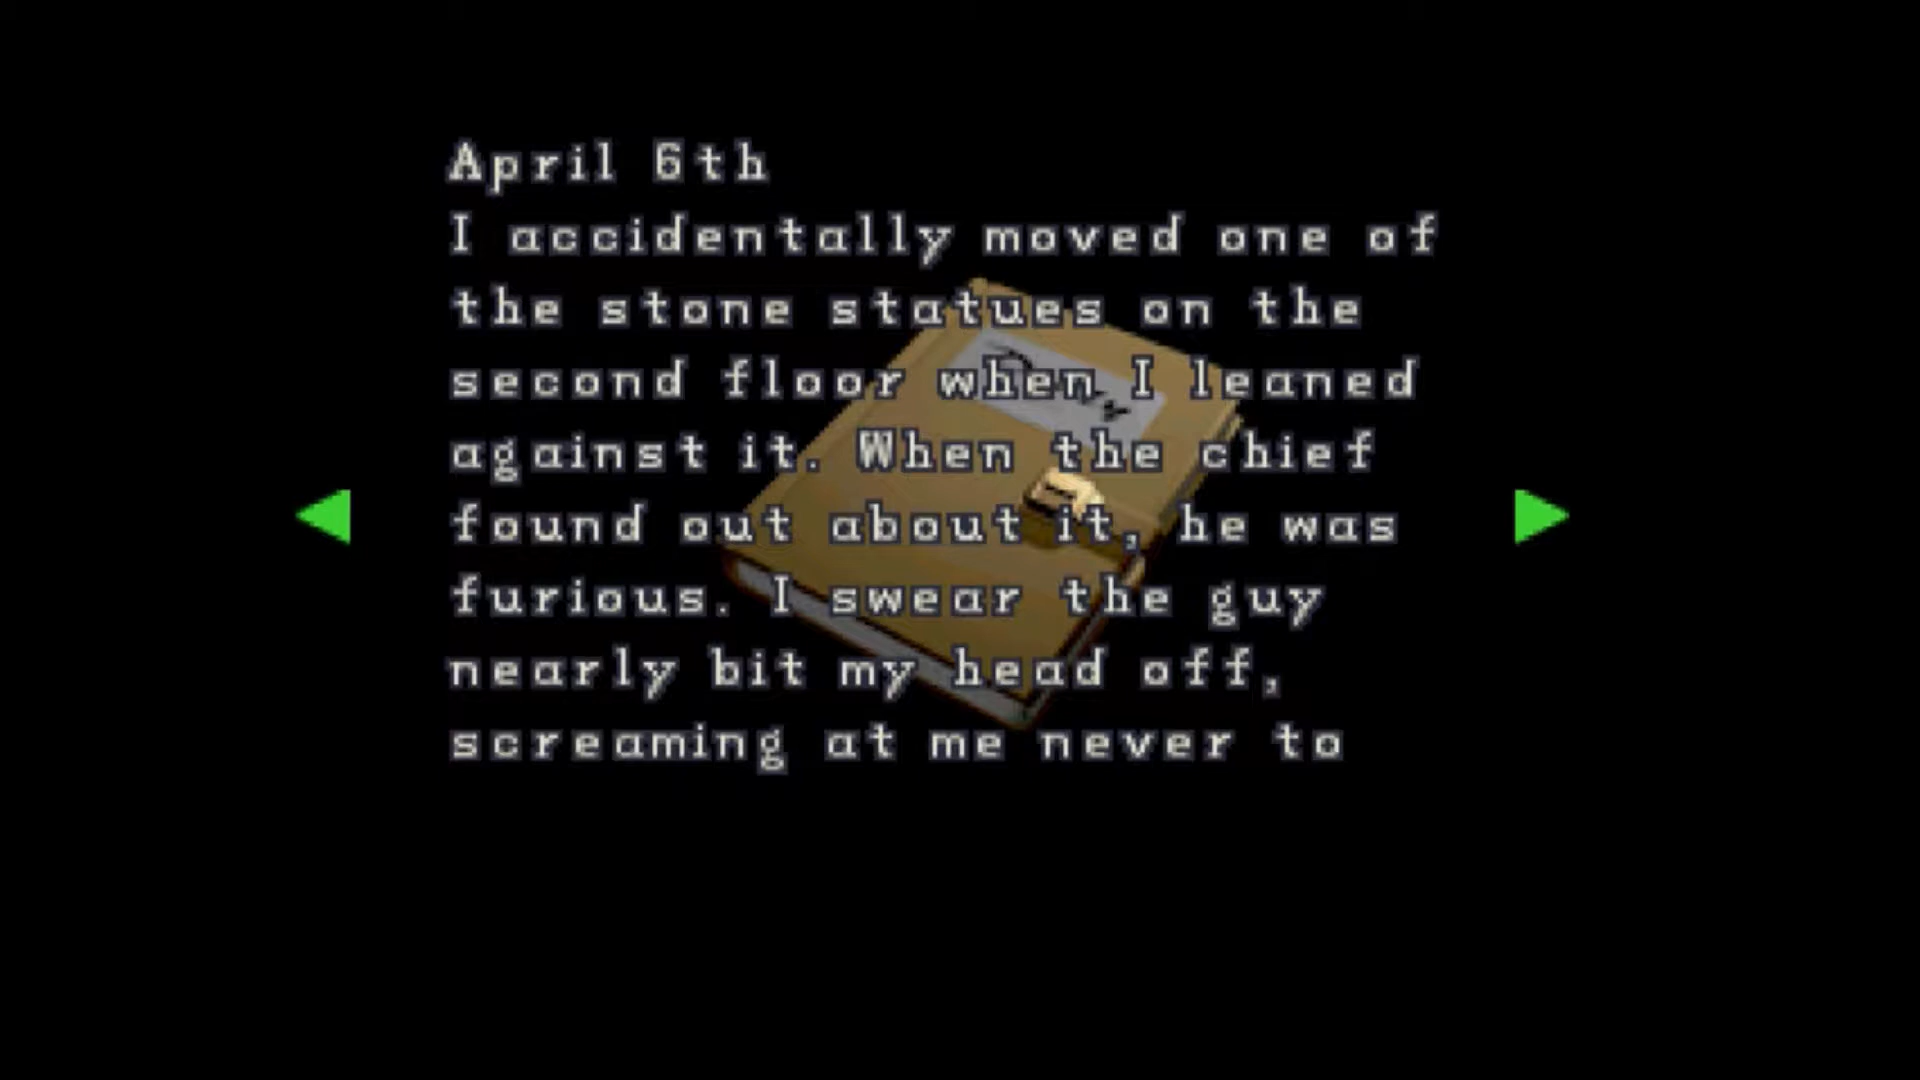 April 6th
I accidentally moved one of
the stone statues on the
second floor when I leaned
against it. When the chief
found out about it, he was
furious. I swear the guy
nearly bit my head off,
screaming at me never to